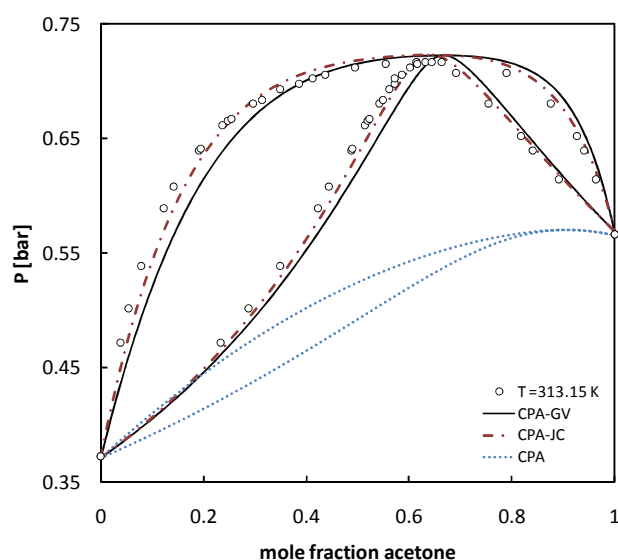 0.75
0.65
0.55
0.45
0.35
P [bar]
T =313.15 K
CPA-GV
CPA-JC
CPA
0
0.2
0.4
0.6
0.8
1
mole fraction acetone